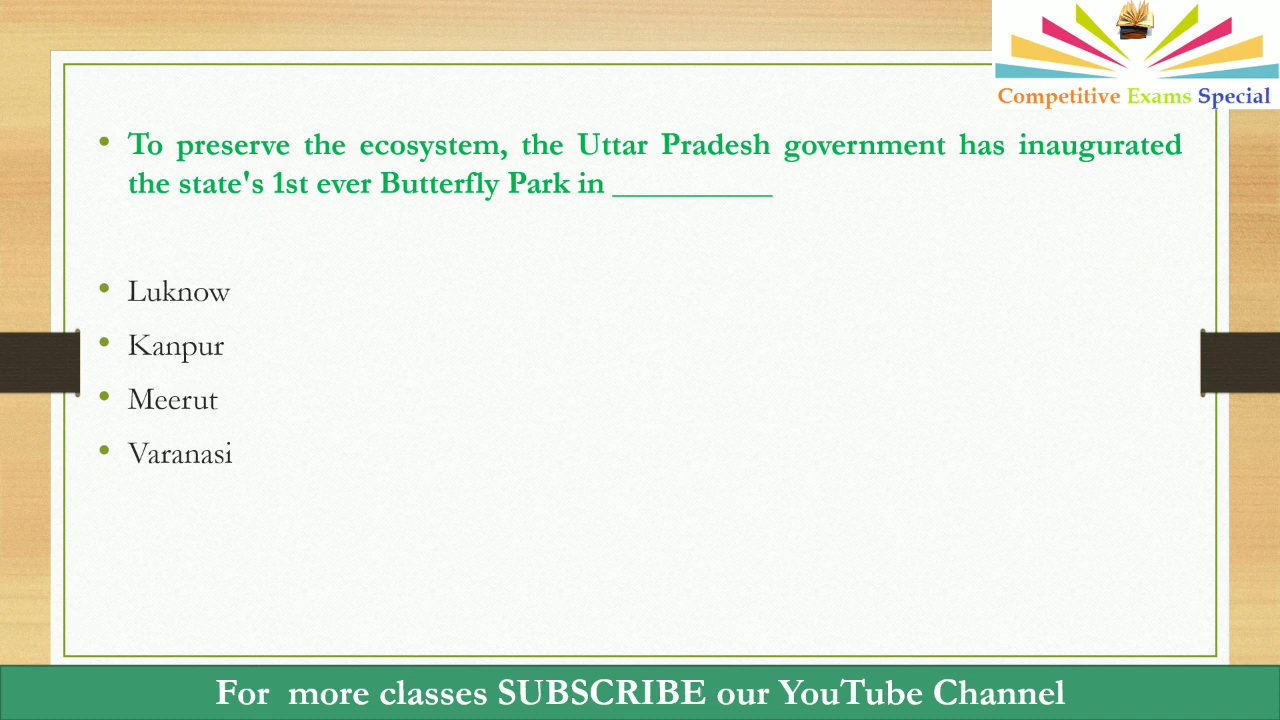 Competitive Exams Special
• To preserve the ecosystem, the Uttar Pradesh government has inaugurated
the state's 1st ever Butterfly Park in __________
• Luknow
• Kanpur
• Meerut
• Varanasi
For more classes SUBSCRIBE our YouTube Channel